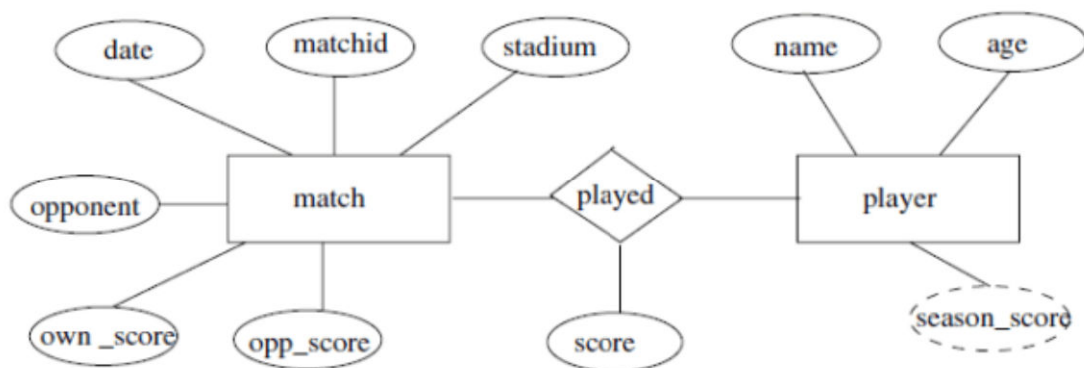 date
matchid
stadium
name
age
opponent
match
played
player
own _score
opp_score
score
season_score